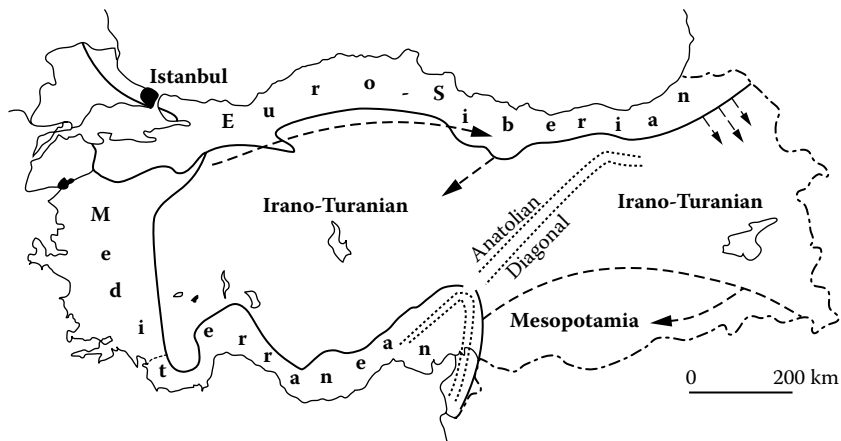 Istanbul
Euro-Siberian
Irano-Turanian
Irano-Turanian
Anatolian
Diagonal
Mediterranean
Mesopotamia
0 200 km